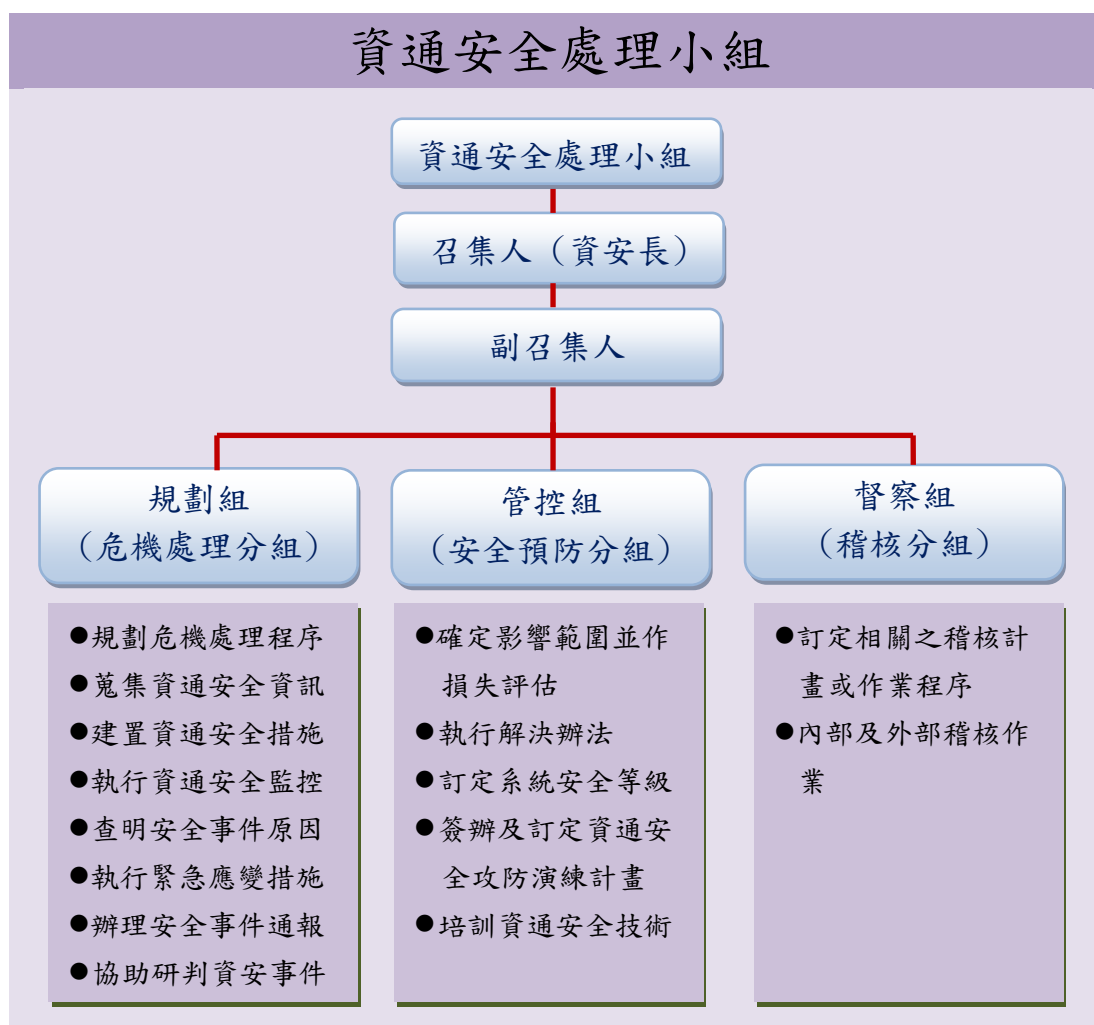 資通安全處理小組
資通安全處理小組
召集人（資安長）
副召集人
規劃組
（危機處理分組）
●規劃危機處理程序
●蒐集資通安全資訊
●建置資通安全措施
●執行資通安全監控
●查明安全事件原因
●執行緊急應變措施
●辦理安全事件通報
●協助研判資安事件
管控組
（安全預防分組）
●確定影響範圍並作
損失評估
●執行解決辦法
●訂定系統安全等級
●簽辦及訂定資通安
全攻防演練計畫
●培訓資通安全技術
督察組
（稽核分組）
●訂定相關之稽核計
畫或作業程序
●內部及外部稽核作
業